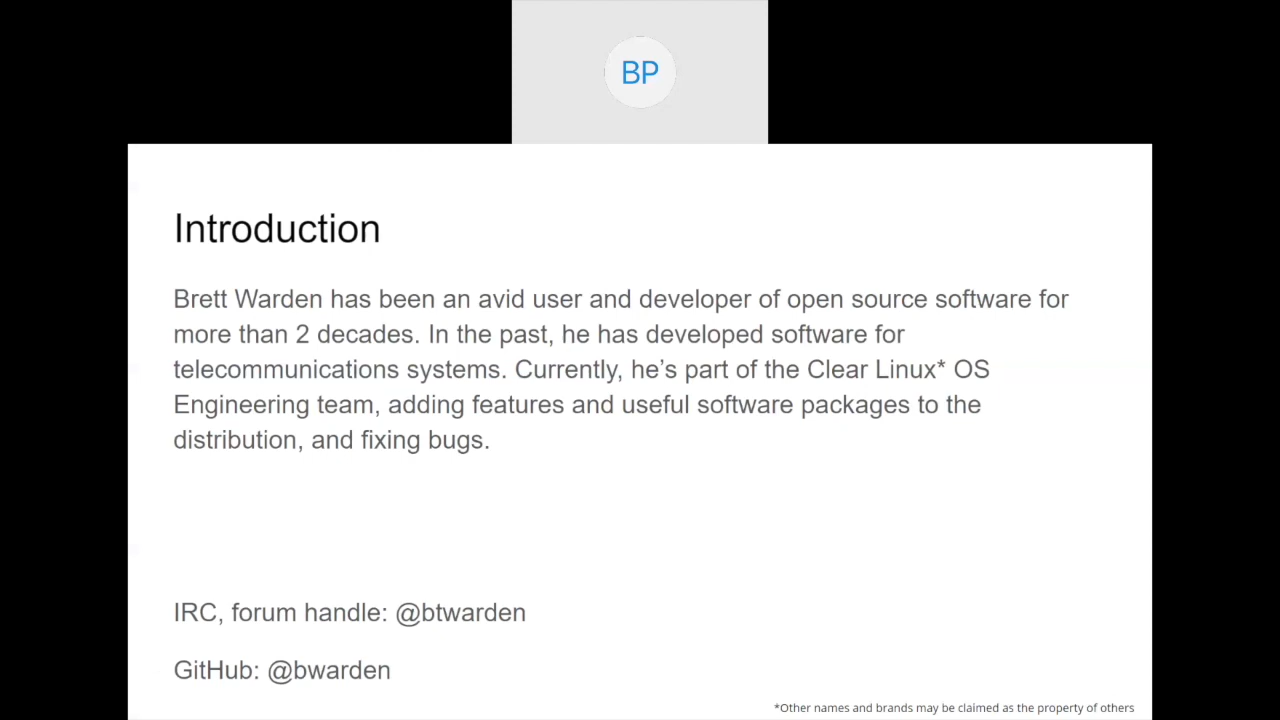 BP
Introduction
Brett Warden has been an avid user and developer of open source software for
more than 2 decades. In the past, he has developed software for
telecommunications systems. Currently, he’s part of the Clear Linux* OS
Engineering team, adding features and useful software packages to the
distribution, and fixing bugs.
IRC, forum handle: @btwarden
GitHub: @bwarden
*Other names and brands may be claimed as the property of others